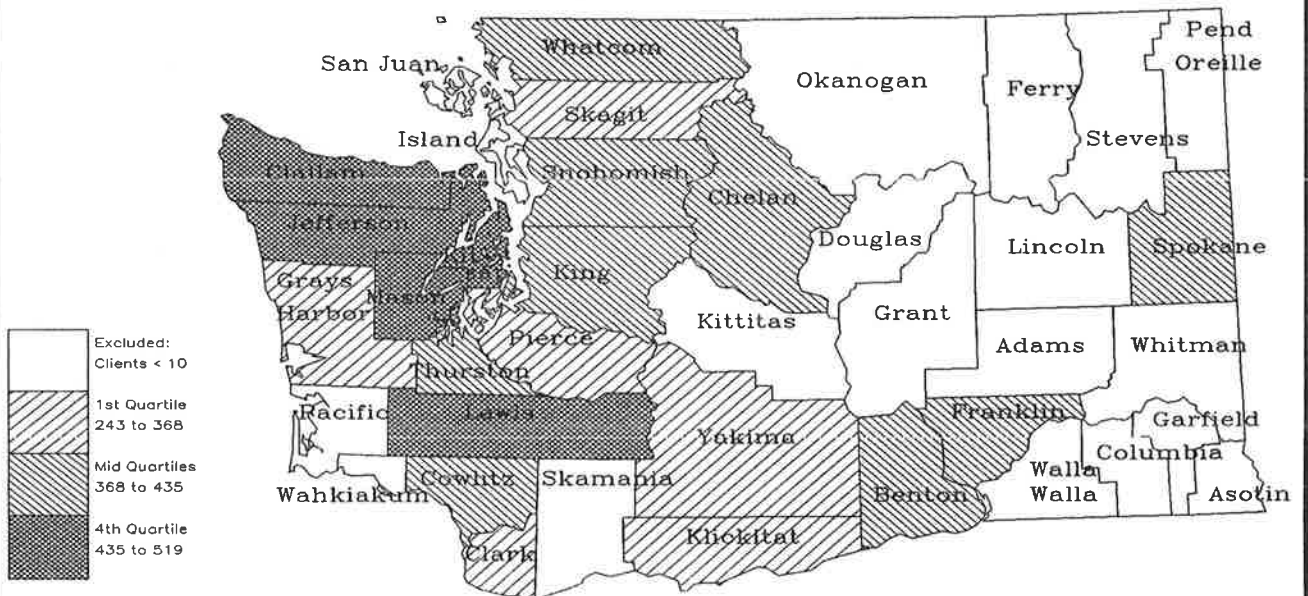 Whatcom
San Juan
Skagit
Island
Okanogan
Ferry
Pend
Oreille
Stevens
Clallam
Snohomish
Chelan
Jefferson
Douglas
Lincoln
Spokane
Kitsap
King
Grays
Harbor
Mason
Kittitas
Grant
Pierce
Adams
Whitman
Thurston
Pacific
Lewis
Yakima
Franklin
Garfield
Columbia
Wahkiakum
Cowlitz
Skamania
Benton
Walla
Walla
Asotin
Clark
Klickitat
Excluded:
Clients < 10
1st Quartile
243 to 368
Mid Quartiles
368 to 435
4th Quartile
435 to 519